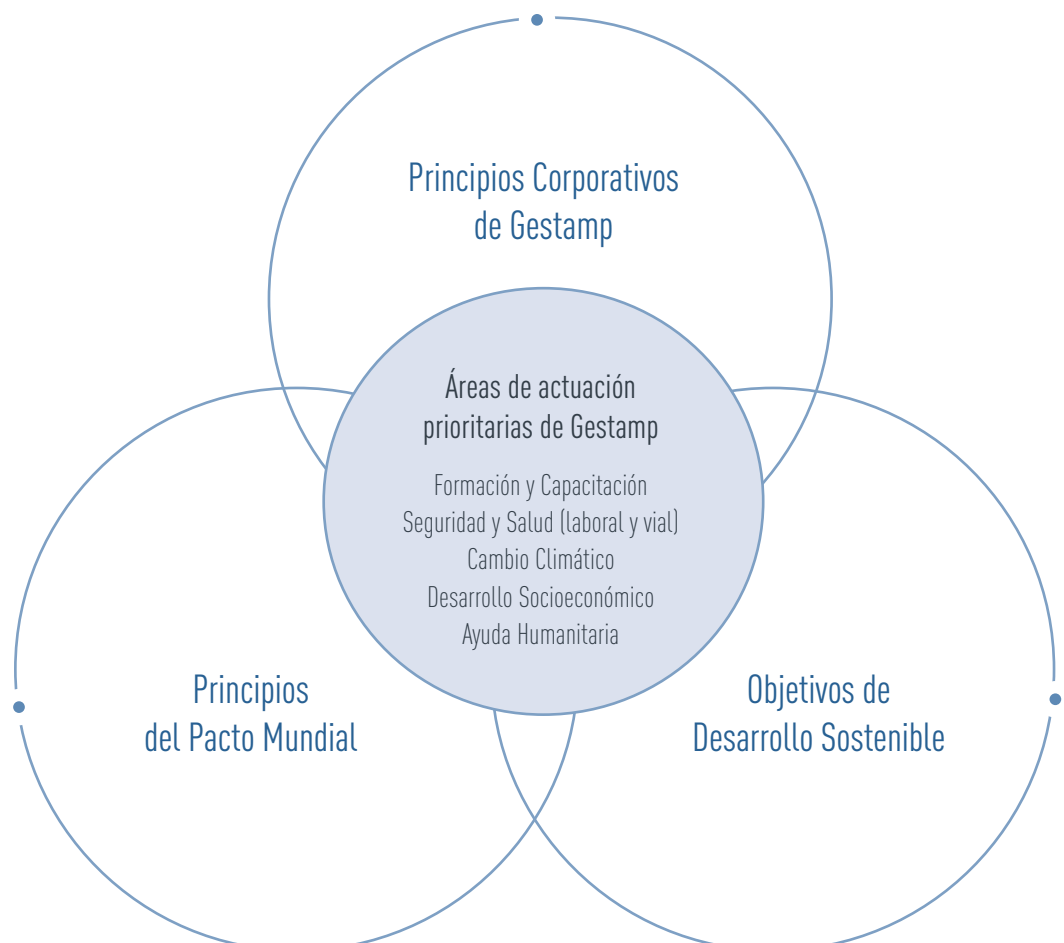 Principios Corporativos
de Gestamp
Áreas de actuación
prioritarias de Gestamp
Formación y Capacitación
Seguridad y Salud (laboral y vial)
Cambio Climático
Desarrollo Socioeconómico
Ayuda Humanitaria
Principios
del Pacto Mundial
Objetivos de
Desarrollo Sostenible